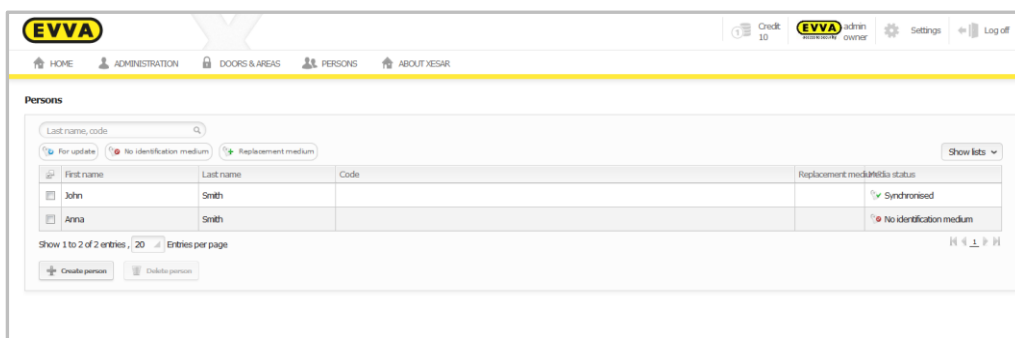 EVVA
Credit
10
EVVA
admin
owner
Settings
Log off
HOME
ADMINISTRATION
DOORS & AREAS
PERSONS
ABOUT XESAR
Persons
Last name, code
For update
No identification medium
Replacement medium
Show lists
First name
Last name
Code
Replacement medium
Media status
John
Smith
Synchronised
Anna
Smith
No identification medium
Show 1 to 2 of 2 entries , 20 Entries per page
1
Create person
Delete person